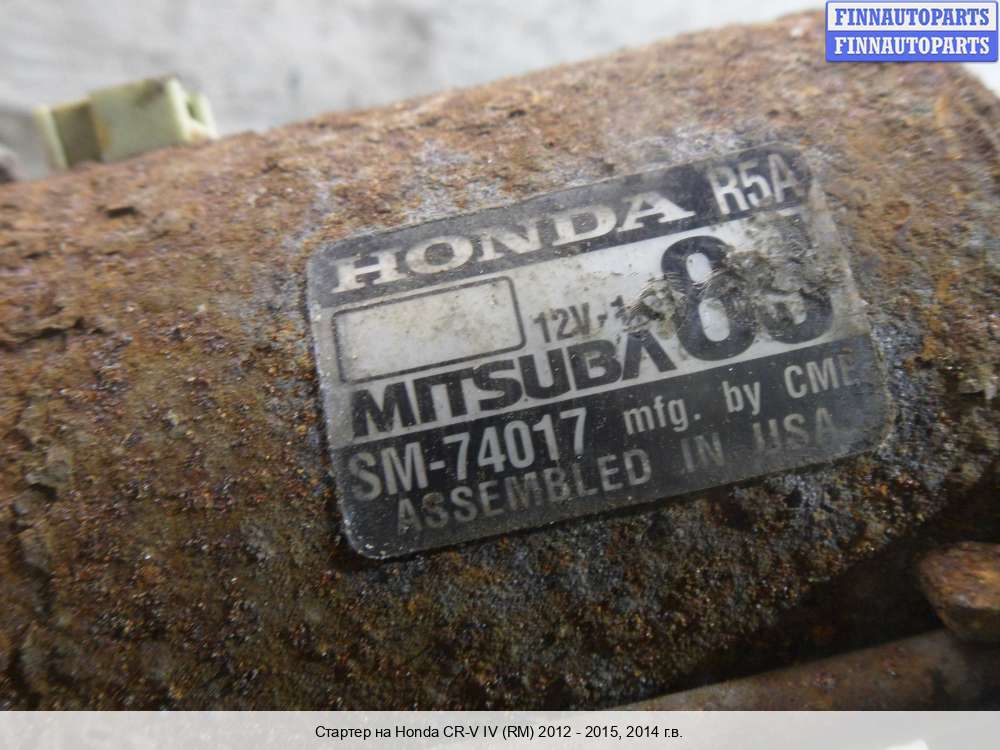 FINNAUTOPARTS
FINNAUTOPARTS
HONDA R5A
12V
MITSUBA
SM-74017 mfg. by
ASSEMBLED IN USA
Стартер на Honda CR-V IV (RM) 2012 - 2015, 2014 г.в.